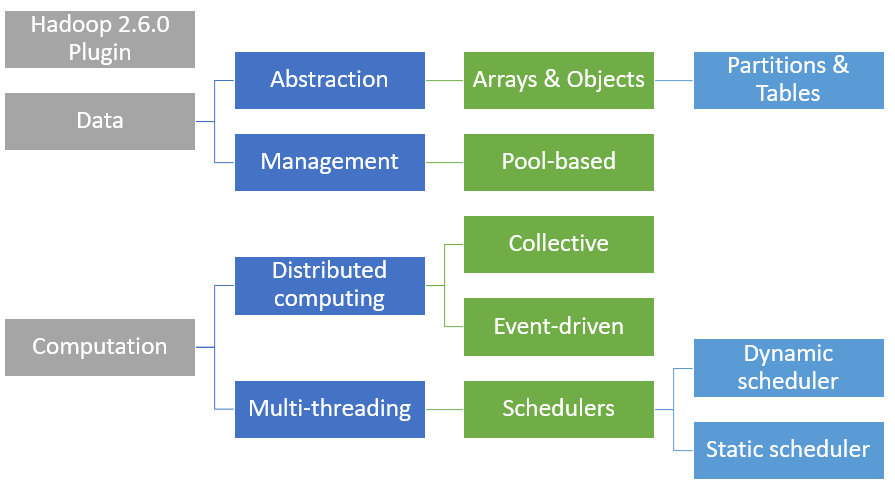 Hadoop 2.6.0
Plugin
Data
Abstraction
Arrays & Objects
Partitions &
Tables
Management
Pool-based
Computation
Distributed
computing
Collective
Event-driven
Multi-threading
Schedulers
Dynamic
scheduler
Static scheduler